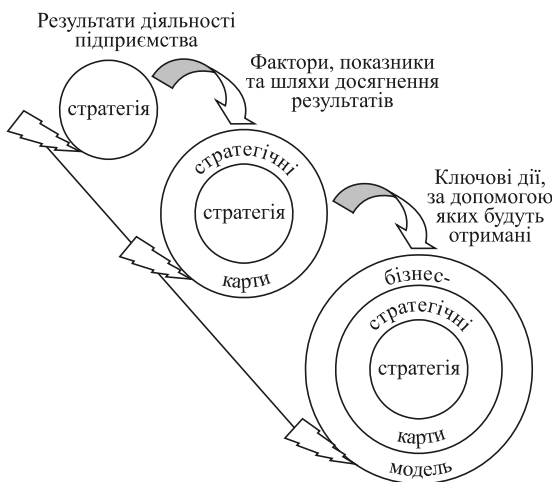 Результати діяльності
підприємства
стратегія
Фактори, показники
та шляхи досягнення
результатів
стратегічні
стратегія
карти
Ключові дії,
за допомогою
яких будуть
отримані
бізнес-
стратегічні
стратегія
карти
модель